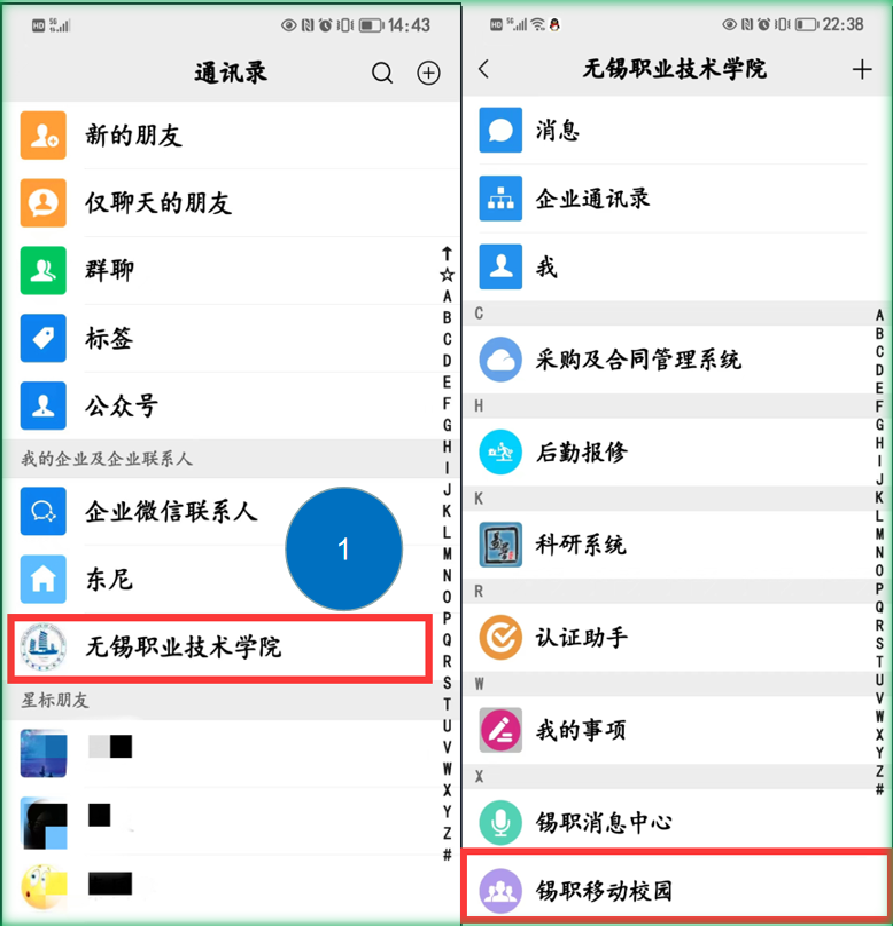 HD 5G 14:43
通讯录
新的朋友
仅聊天的朋友
群聊
标签
公众号
我的企业及企业联系人
企业微信联系人
1
东尼
无锡职业技术学院
星标朋友
↑
☆
A
B
C
D
E
F
G
H
I
J
K
L
M
N
O
P
Q
R
S
T
U
V
W
X
Y
Z
#
HD 5G 22:38
无锡职业技术学院
消息
企业通讯录
我
C
采购及合同管理系统
H
后勤报修
K
科研系统
R
认证助手
W
我的事项
X
锡职消息中心
锡职移动校园
A
B
C
D
E
F
G
H
I
J
K
L
M
N
O
P
Q
R
S
T
U
V
W
X
Y
Z
#